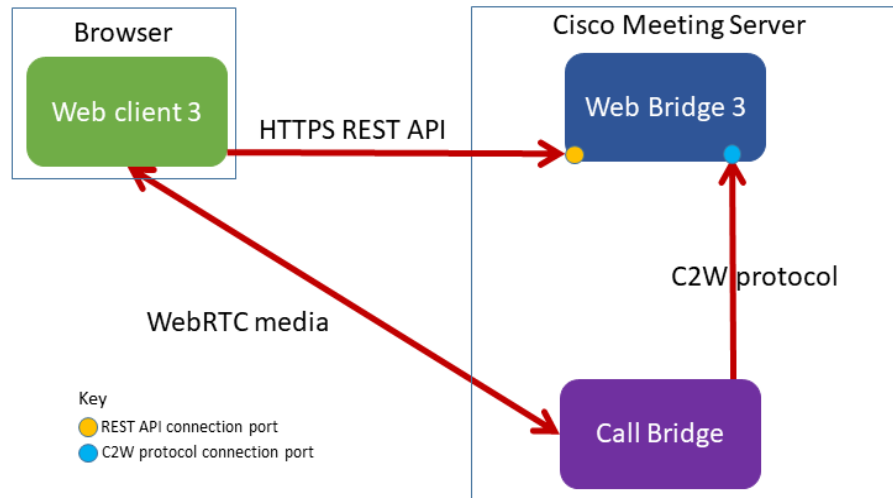 Browser
Cisco Meeting Server
Web client 3
Web Bridge 3
HTTPS REST API
C2W protocol
WebRTC media
Call Bridge
Key
REST API connection port
C2W protocol connection port